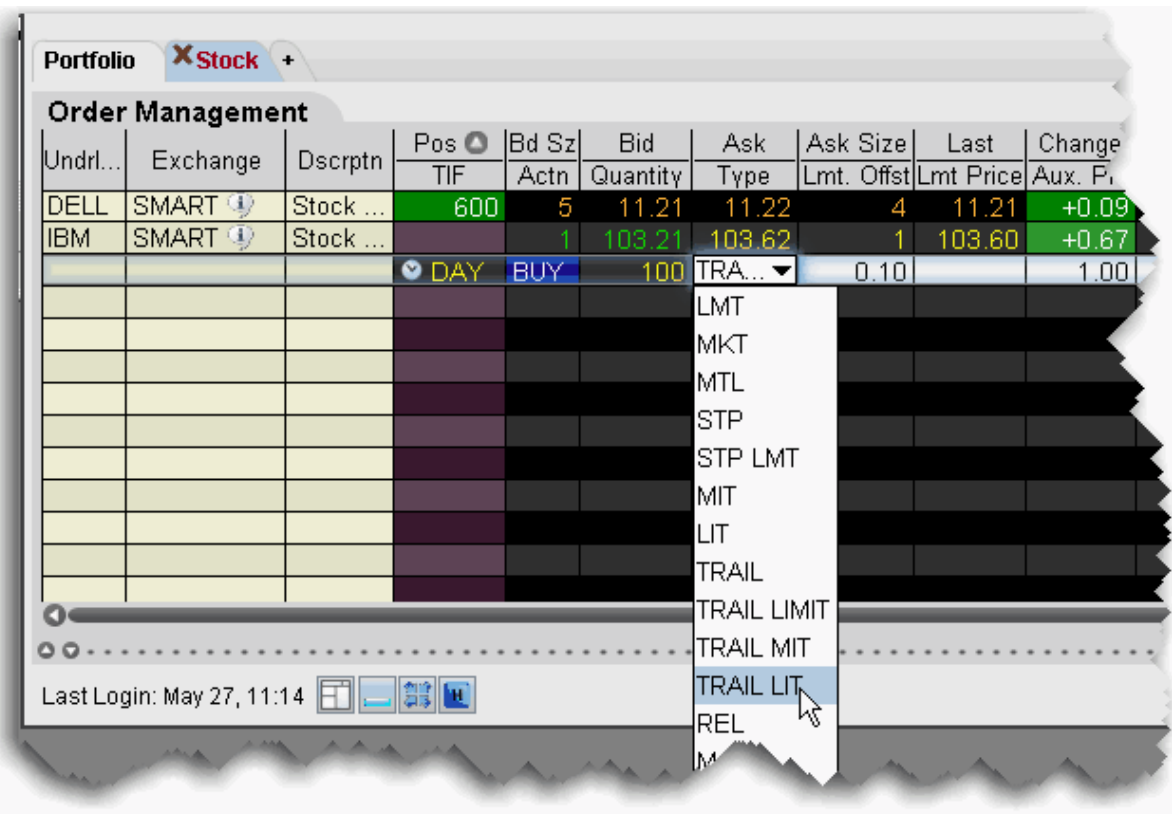 Portfolio Stock +
Order Management
Undrl... Exchange Dscrptn Pos Bd Sz Bid Ask Ask Size Last Change
TIF Actn Quantity Type Lmt. Offst Lmt Price Aux.
DELL SMART Stock ... 600 5 11.21 11.22 4 11.21 +0.09
IBM SMART Stock ... 1 103.21 103.62 1 103.60 +0.67
DAY BUY 100 TRA... 0.10 1.00
LMT
MKT
MTL
STP
STP LMT
MIT
LIT
TRAIL
TRAIL LIMIT
TRAIL MIT
TRAIL LIT
REL
Last Login: May 27, 11:14 H